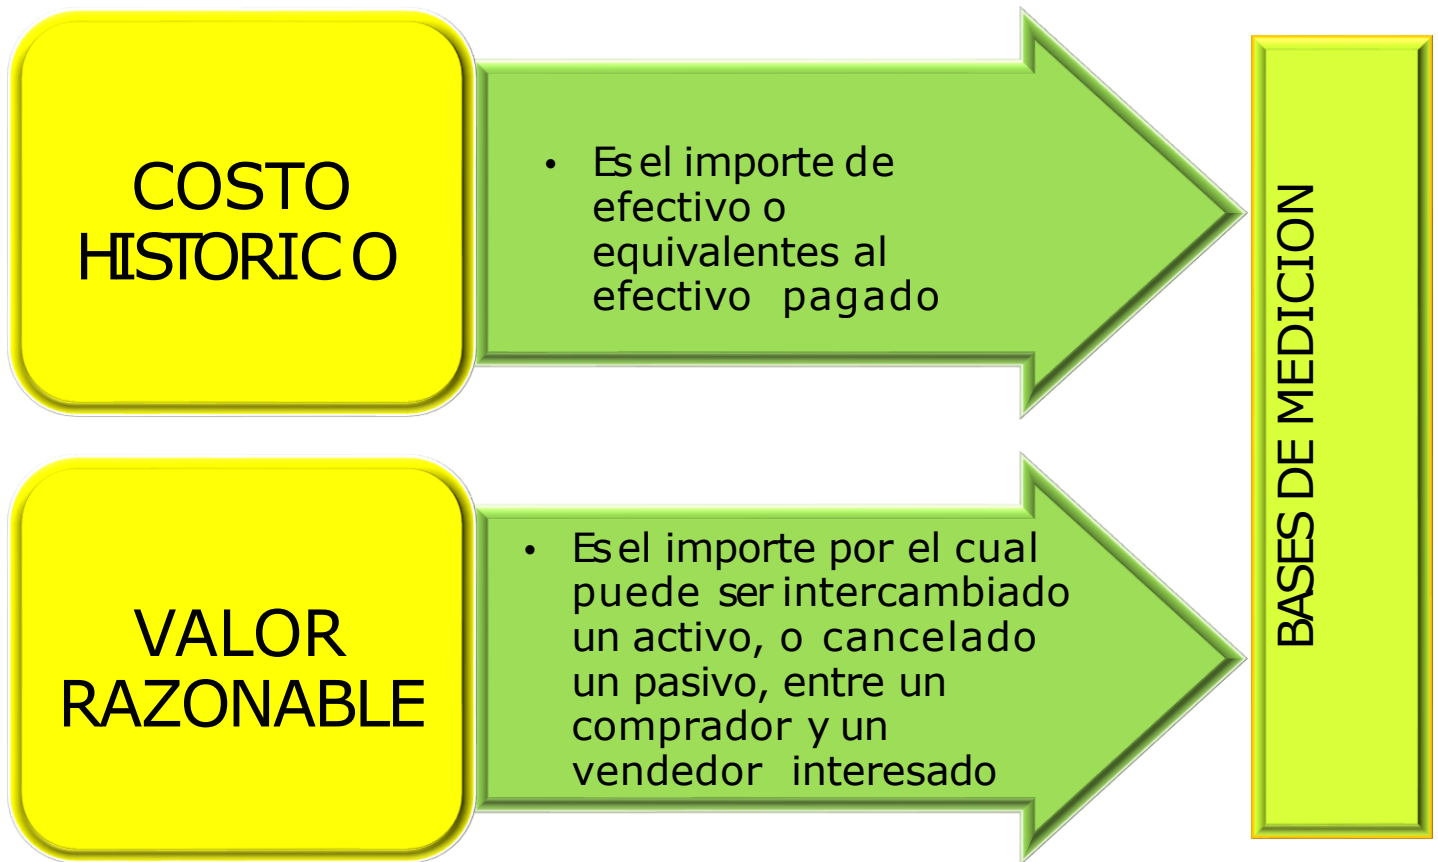 COSTO
HISTORICO
• Es el importe de
efectivo o
equivalentes al
efectivo pagado
VALOR
RAZONABLE
• Es el importe por el cual
puede ser intercambiado
un activo, o cancelado
un pasivo, entre un
comprador y un
vendedor interesado
BASES DE MEDICION